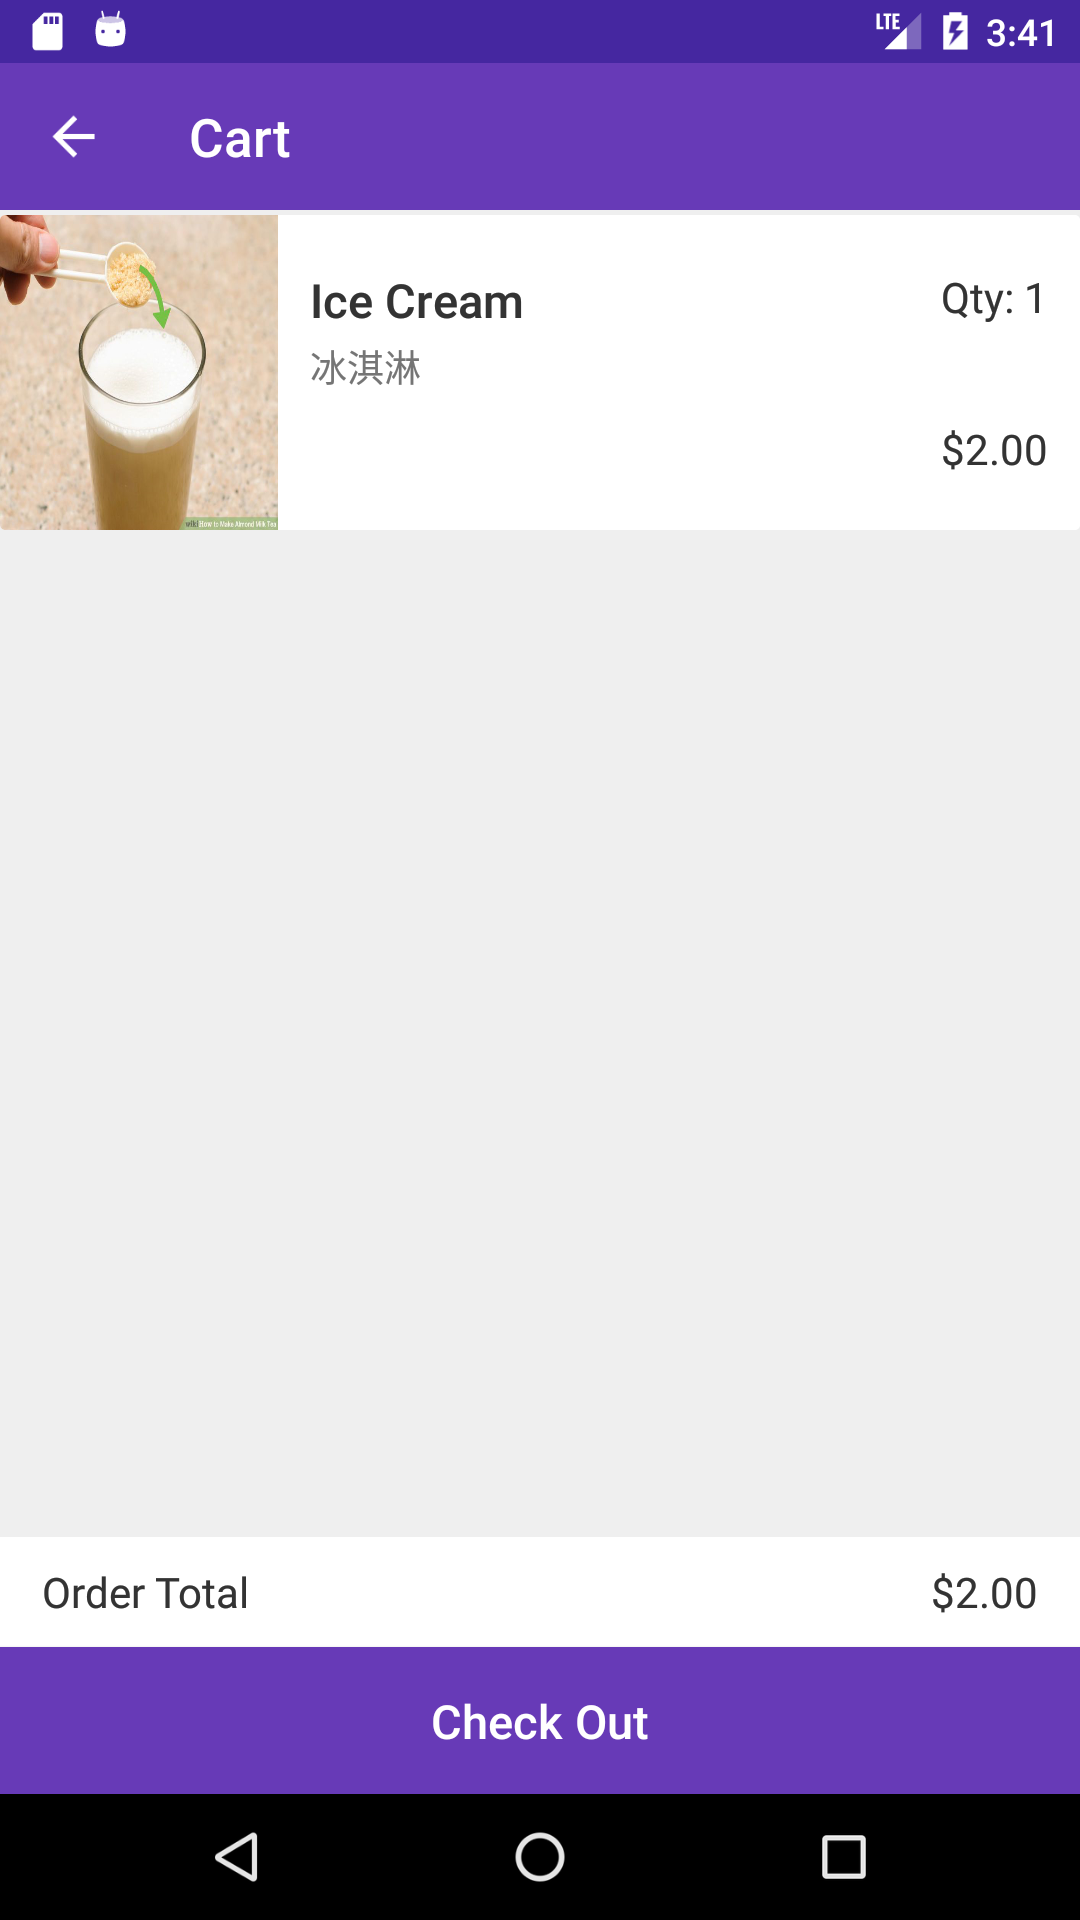 LTE 3:41
Cart
Ice Cream
Qty: 1
冰淇淋
$2.00
wikiHow to Make Almond Milk Tea
Order Total $2.00
Check Out